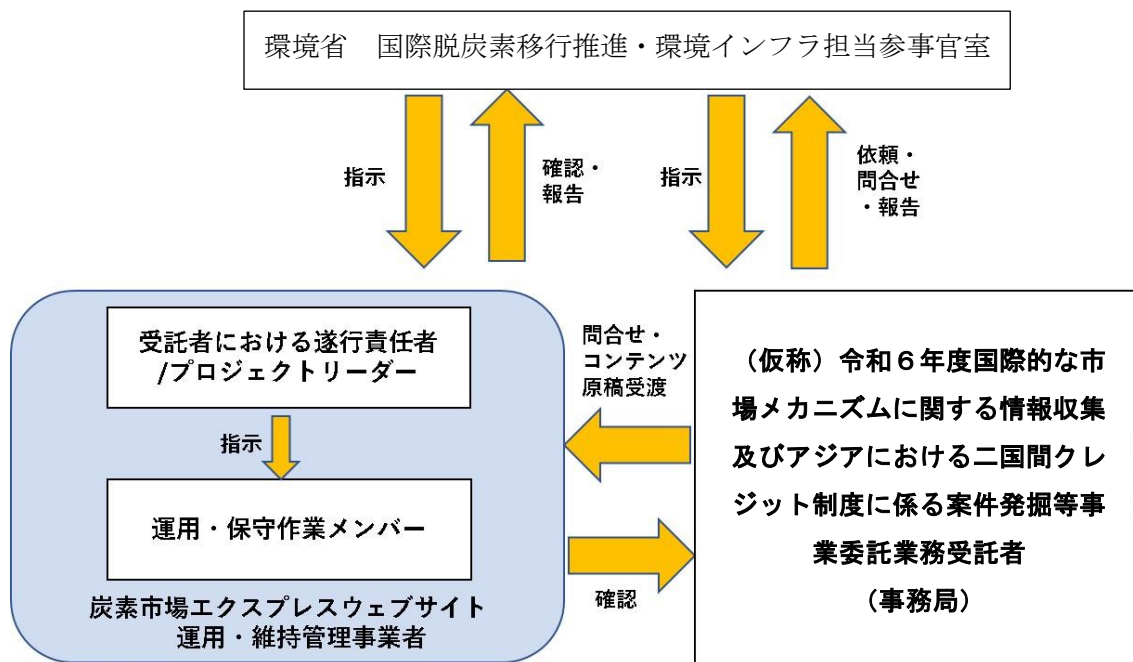 環境省　国際脱炭素移行推進・環境インフラ担当参事官室
指示
確認・
報告
指示
依頼・
問合せ
・報告
受託者における遂行責任者
/プロジェクトリーダー
指示
運用・保守作業メンバー
炭素市場エクスプレスウェブサイト
運用・維持管理事業者
問合せ・
コンテンツ
原稿受渡
確認
（仮称）令和６年度国際的な市
場メカニズムに関する情報収集
及びアジアにおける二国間クレ
ジット制度に係る案件発掘等事
業委託業務受託者
（事務局）